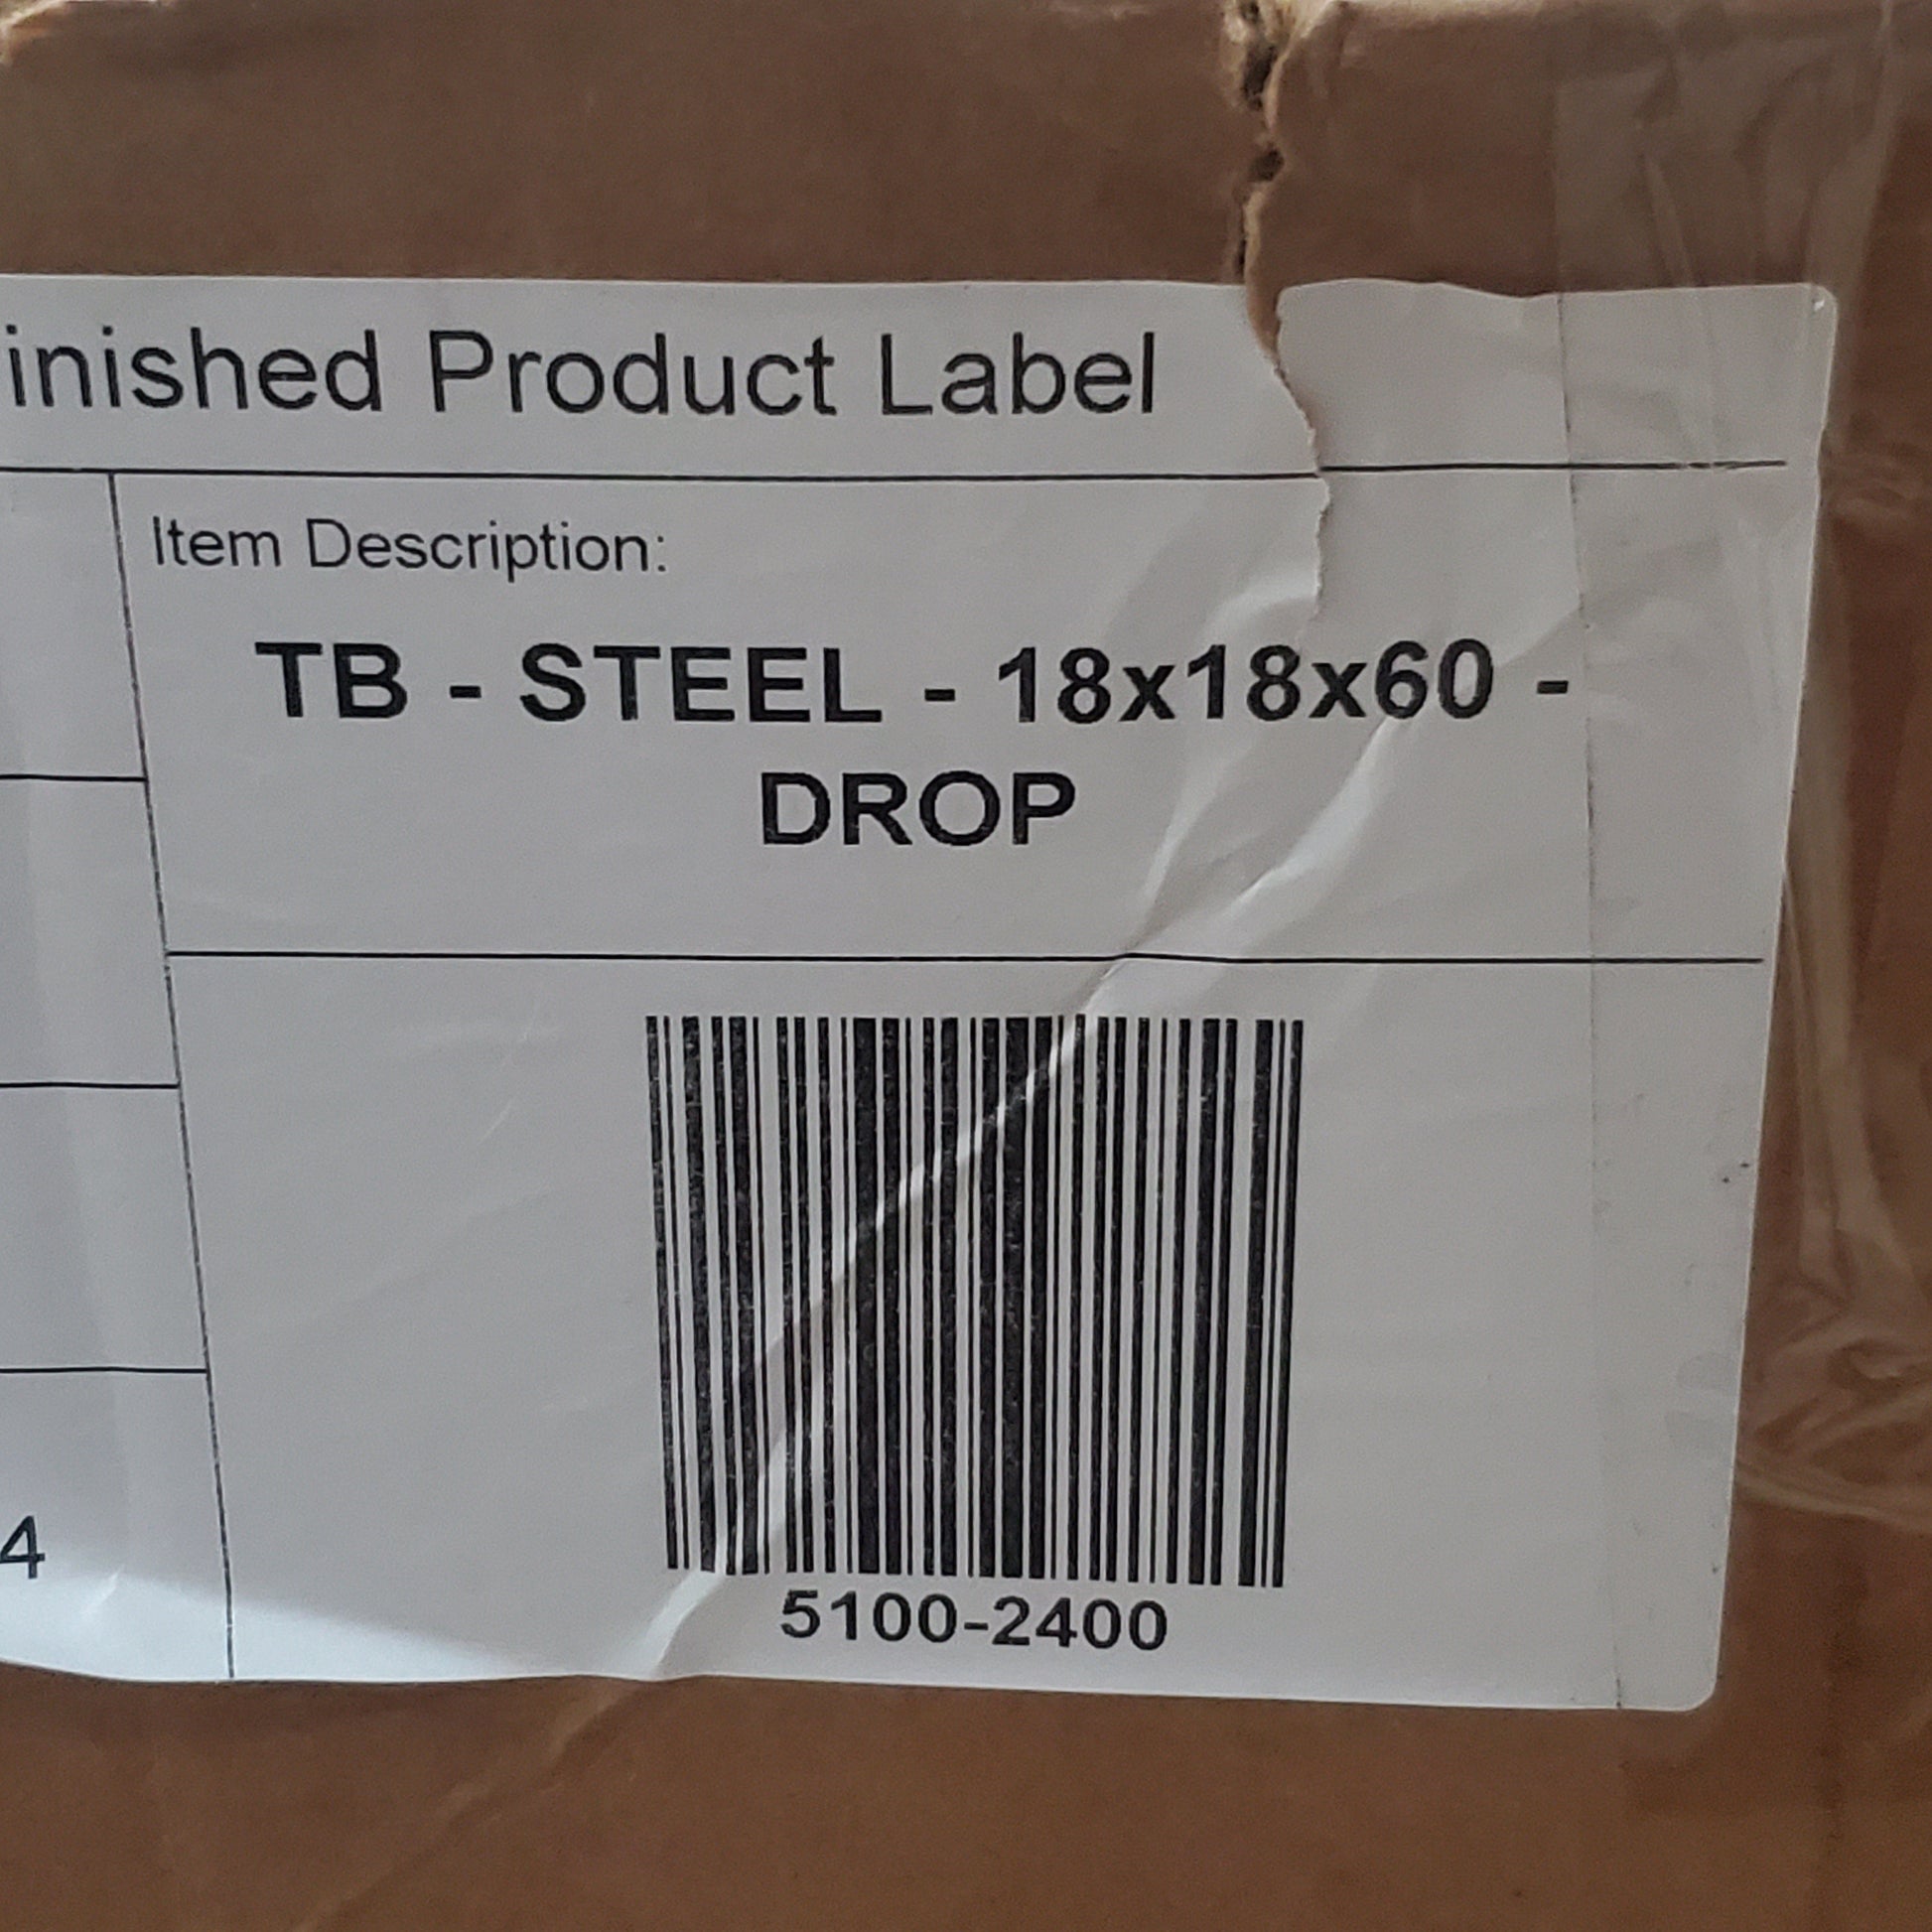 inished Product Label
Item Description:
TB - STEEL - 18x18x60 -
DROP
4
5100-2400